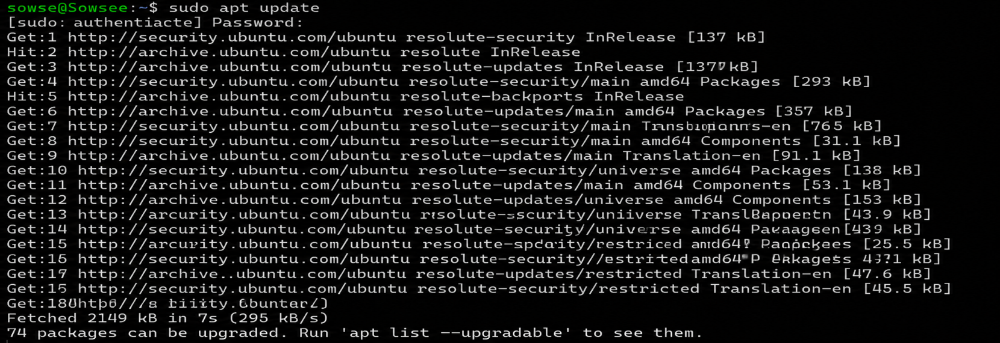 sowse@Sowsee:~$ sudo apt update
[sudo: authentiacte] Password:
Get:1 http://security.ubuntu.com/ubuntu resolute-security InRelease [137 kB]
Hit:2 http://archive.ubuntu.com/ubuntu resolute InRelease
Get:3 http://archive.ubuntu.com/ubuntu resolute-updates InRelease kB]
Get:4 http://security.ubuntu.com/ubuntu resolute-security/main amd64 Packages [293 kB]
Hit:5 http://archive.ubuntu.com/ubuntu resolute-backports InRelease
Get:6 http://archive.ubuntu.com/ubuntu resolute-updates/main amd64 Packages [357 kB]
Get:7 http://security.ubuntu.com/ubuntu resolute-security/main [765 kB]
Get:8 http://security.ubuntu.com/ubuntu resolute-security/main amd64 Components [31.1 kB]
Get:9 http://archive.ubuntu.com/ubuntu resolute-updates/main Translation-en [91.1 kB]
Get:10 http://security.ubuntu.com/ubuntu resolute-security/universe amd64 Packages [138 kB]
Get:11 http://archive.ubuntu.com/ubuntu resolute-updates/main amd64 Components [53.1 kB]
Get:12 http://archive.ubuntu.com/ubuntu resolute-updates/universe amd64 Components [153 kB]
Get:13 http://arcurity.ubuntu.com/ubuntu [43.9 kB]
Get:14 http://security.ubuntu.com/ubuntu resolute-security/universe amd64 kB]
Get:15 http://arcurity.ubuntu.com/ubuntu [25.5 kB]
Get:15 http://security.ubuntu.com/ubuntu kB]
Get:17 http://archive..ubuntu.com/ubuntu resolute-updates/restricted Translation-en [47.6 kB]
Get:15 http://security.ubuntu.com/ubuntu resolute-security/restricted Translation-en [45.5 kB]
Fetched 2149 kB in 7s (295 kB/s)
74 packages can be upgraded. Run 'apt list --upgradable' to see them.